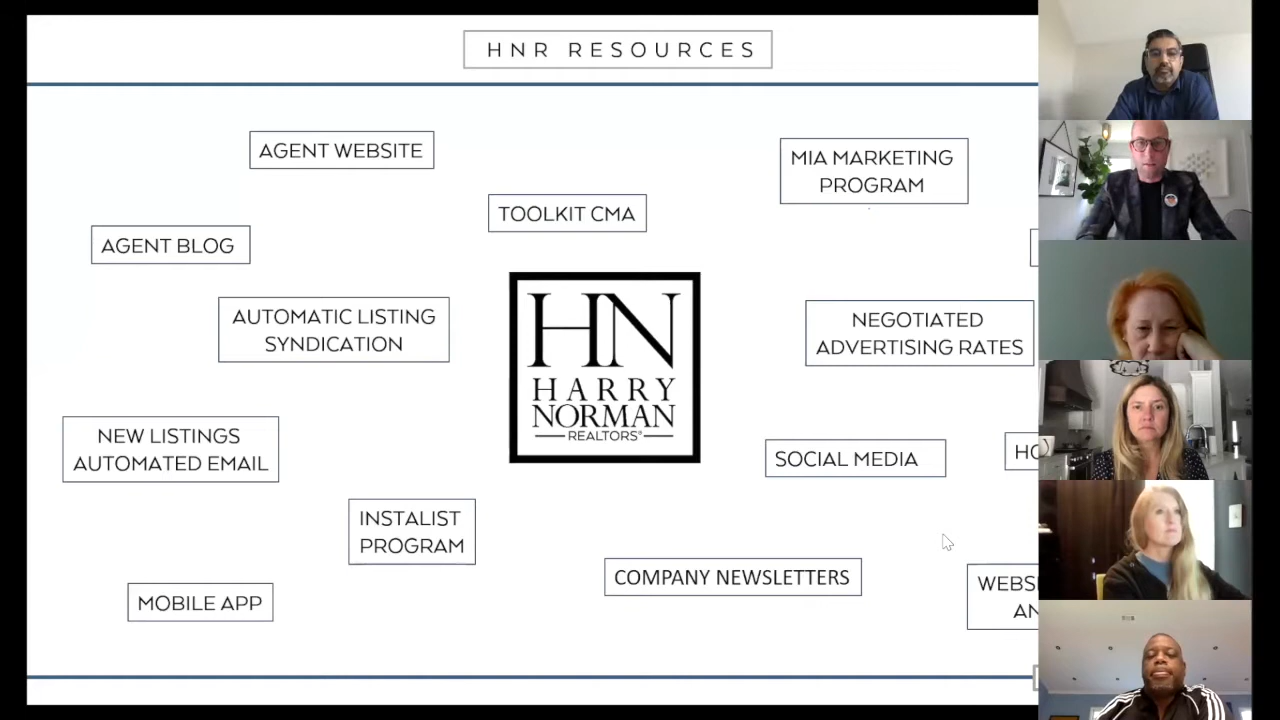 HNR RESOURCES
AGENT WEBSITE
MIA MARKETING
PROGRAM
TOOLKIT CMA
AGENT BLOG
AUTOMATIC LISTING
SYNDICATION
NEGOTIATED
ADVERTISING RATES
HN
HARRY
NORMAN
REALTORS®
NEW LISTINGS
AUTOMATED EMAIL
SOCIAL MEDIA
INSTALIST
PROGRAM
COMPANY NEWSLETTERS
MOBILE APP